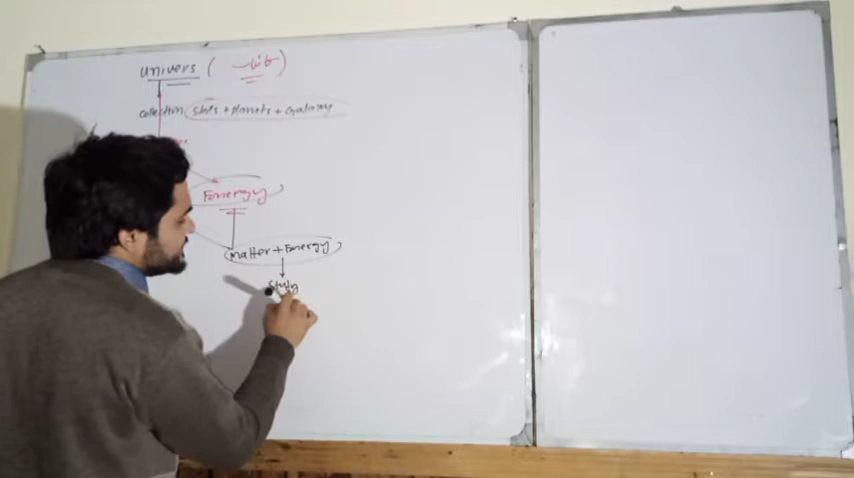 univers (کائنات)
collection stars + planets + Galaxy
Energy
Matter + Energy
Study